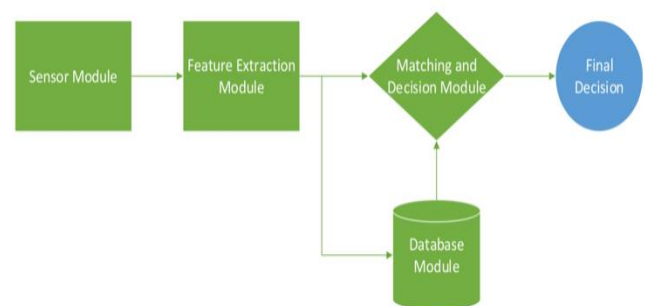 Sensor Module
Feature Extraction
Module
Matching and
Decision Module
Final
Decision
Database
Module